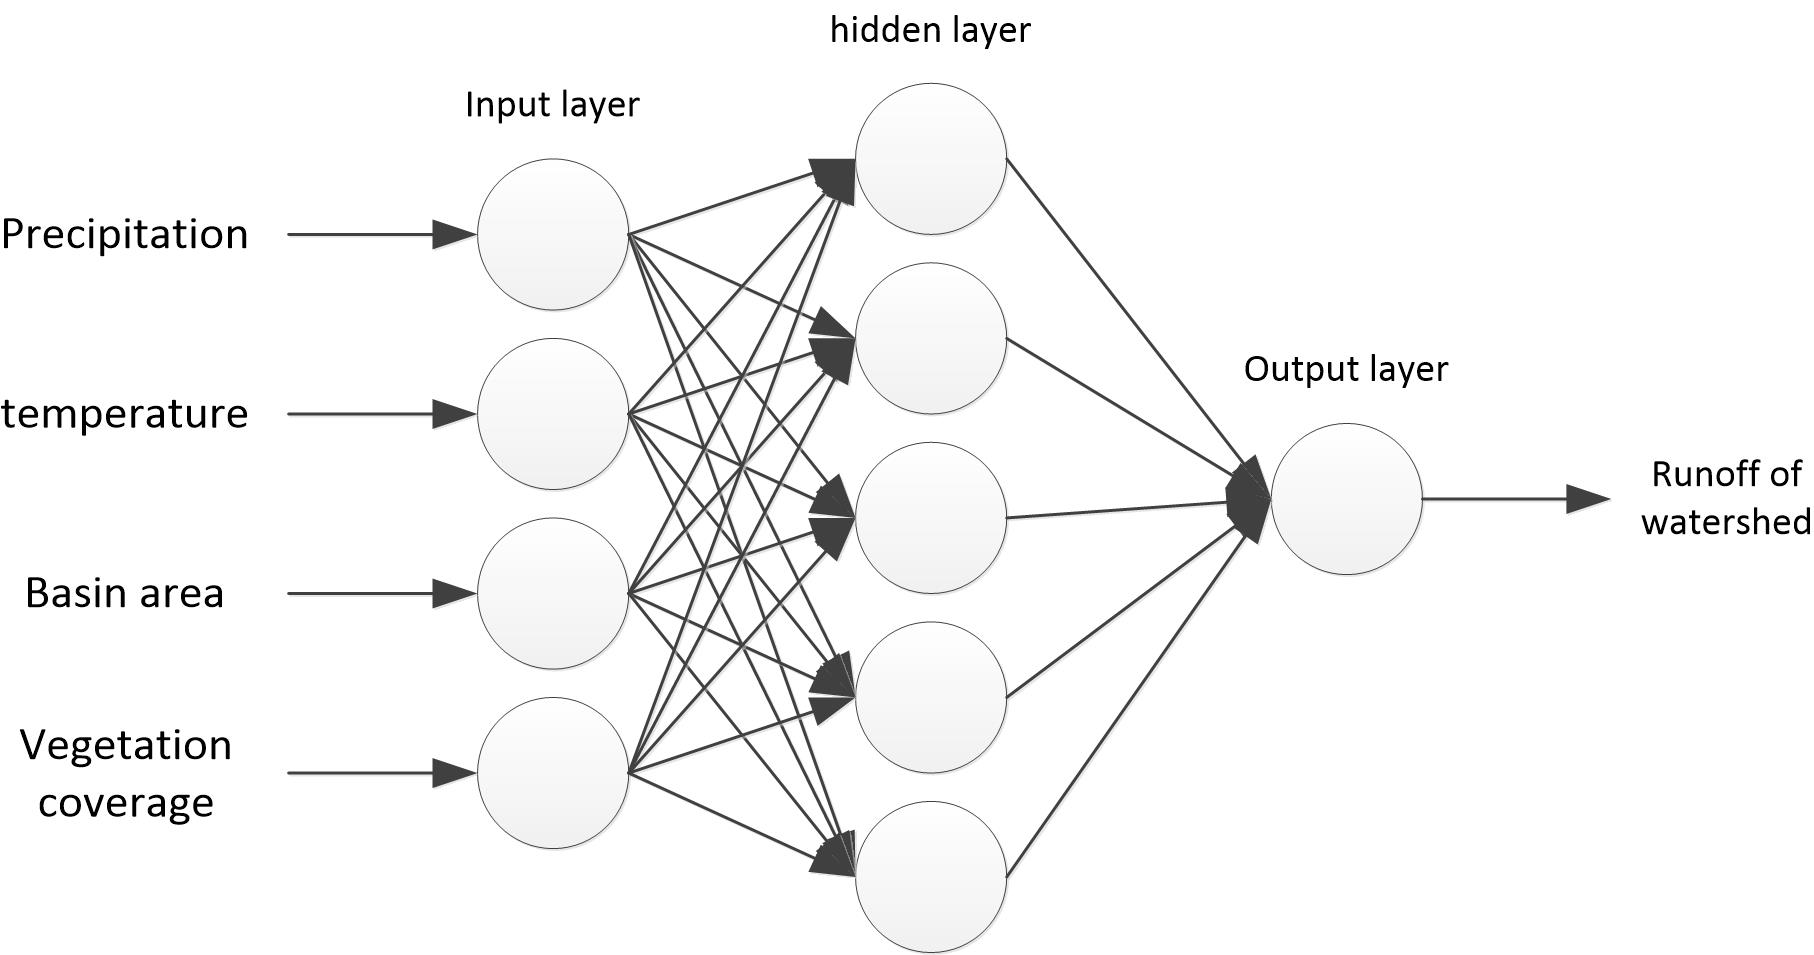 hidden layer
Input layer
Precipitation
temperature
Output layer
Runoff of
watershed
Basin area
Vegetation
coverage